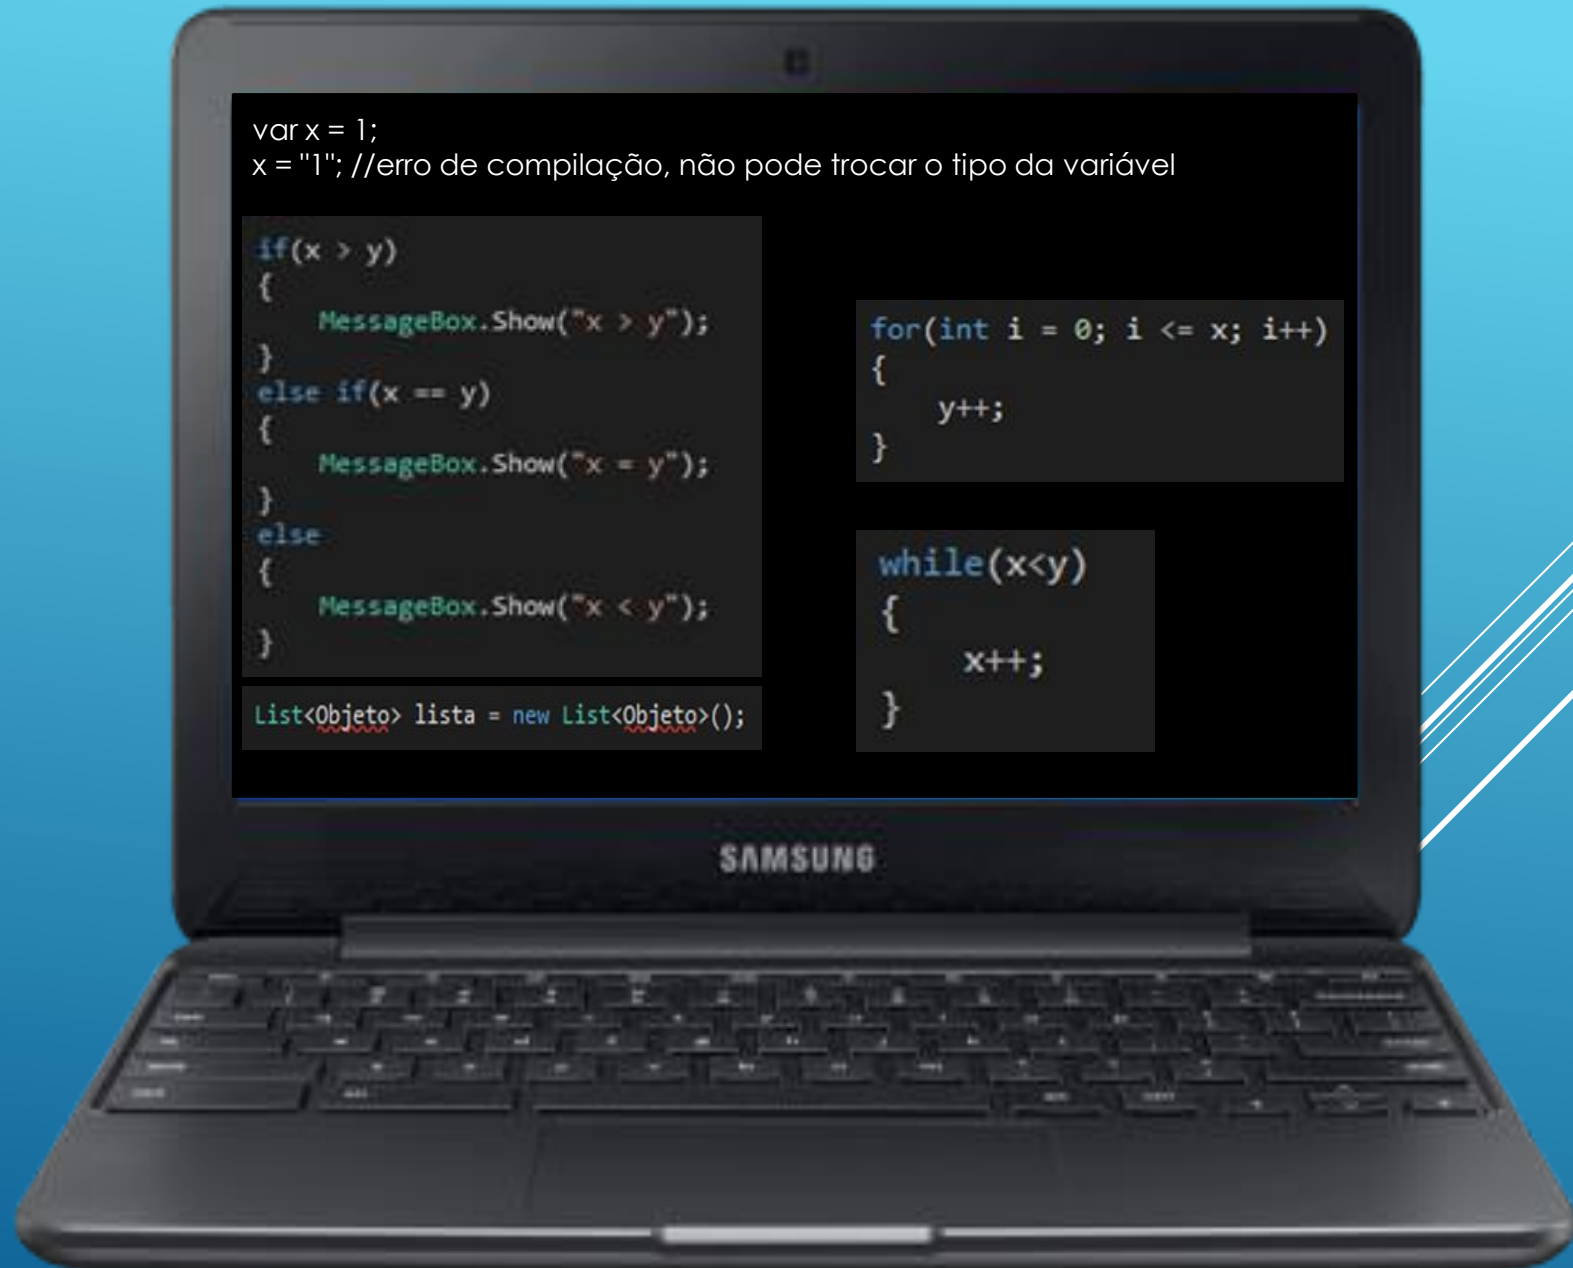 var x = 1;
x = "1"; //erro de compilação, não pode trocar o tipo da variável
if(x > y)
{
MessageBox.Show("x > y");
}
else if(x == y)
{
MessageBox.Show("x = y");
}
else
{
MessageBox.Show("x < y");
}
List<Objeto> lista = new List<Objeto>();
for(int i = 0; i <= x; i++)
{
y++;
}
while(x<y)
{
x++;
}
SAMSUNG